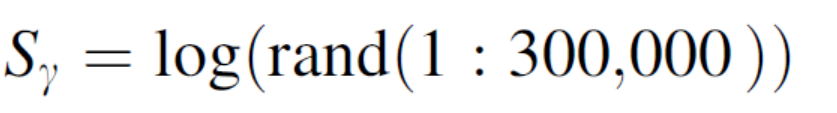 S_γ = log(rand(1 : 300,000 ))